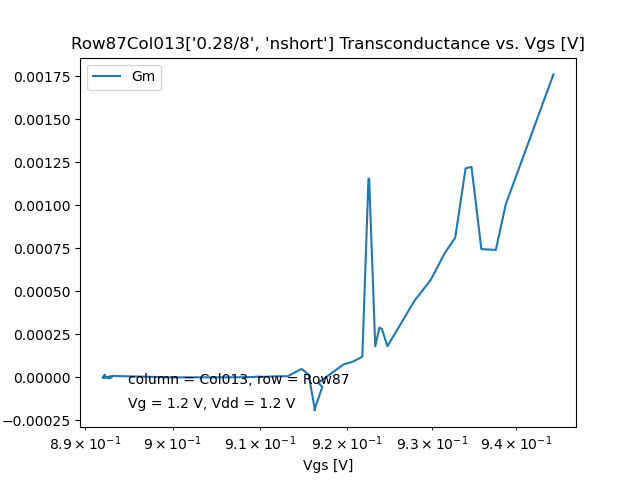 Row87Col013['0.28/8', 'nshort'] Transconductance vs. Vgs [V]
Gm
0.00175
0.00150
0.00125
0.00100
0.00075
0.00050
0.00025
0.00000
−0.00025
column = Col013, row = Row87
Vg = 1.2 V, Vdd = 1.2 V
8.9 × 10⁻¹ 9 × 10⁻¹ 9.1 × 10⁻¹ 9.2 × 10⁻¹ 9.3 × 10⁻¹ 9.4 × 10⁻¹
Vgs [V]